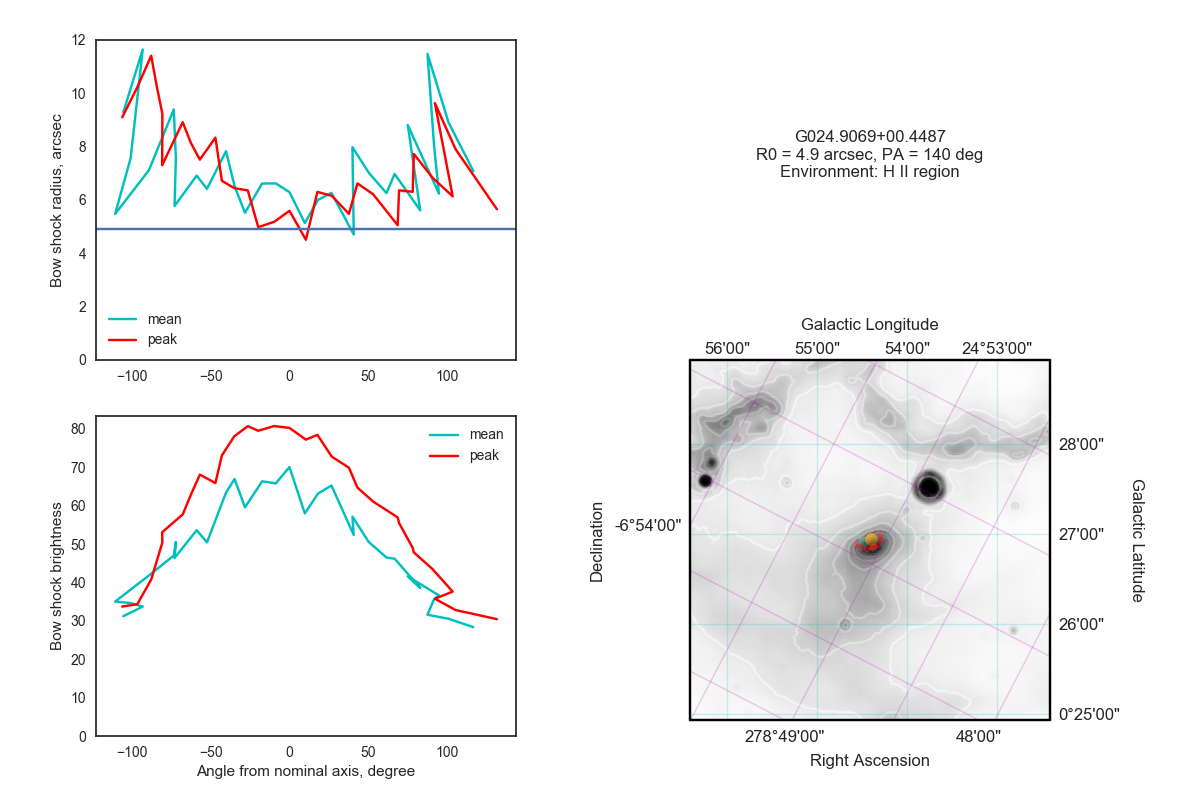 12
10
8
6
4
2
0
Bow shock radius, arcsec
mean
peak
−100
−50
0
50
100
G024.9069+00.4487
R0 = 4.9 arcsec, PA = 140 deg
Environment: H II region
80
70
60
50
40
30
20
10
0
Bow shock brightness
mean
peak
−100
−50
0
50
100
Angle from nominal axis, degree
Galactic Longitude
56'00"
55'00"
54'00"
24°53'00"
28'00"
27'00"
26'00"
0°25'00"
Galactic Latitude
-6°54'00"
Declination
278°49'00"
48'00"
Right Ascension